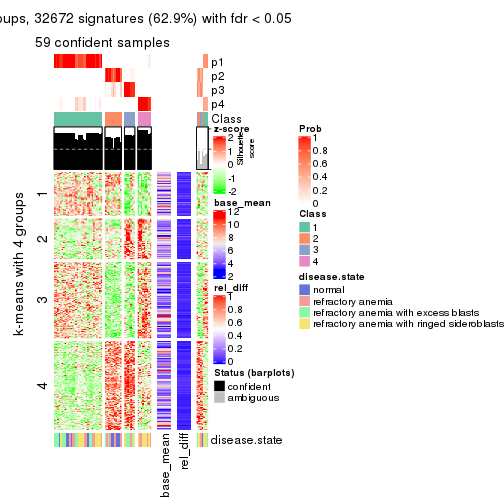 oups, 32672 signatures (62.9%) with fdr < 0.05
59 confident samples
p1
p2
p3
p4
Class
Silhouette
score
1
2
3
4
k-means with 4 groups
disease.state
base_mean
rel_diff
z-score
2
1
0
-1
-2
base_mean
12
10
8
6
4
2
rel_diff
1
0.8
0.6
0.4
0.2
0
Status (barplots)
confident
ambiguous
Prob
1
0.8
0.6
0.4
0.2
0
Class
1
2
3
4
disease.state
normal
refractory anemia
refractory anemia with excess blasts
refractory anemia with ringed sideroblasts